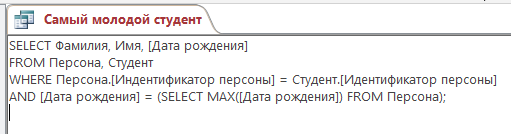 Самый молодой студент
SELECT Фамилия, Имя, [Дата рождения]
FROM Персона, Студент
WHERE Персона.[Индентификатор персоны] = Студент.[Идентификатор персоны]
AND [Дата рождения] = (SELECT MAX([Дата рождения]) FROM Персона);